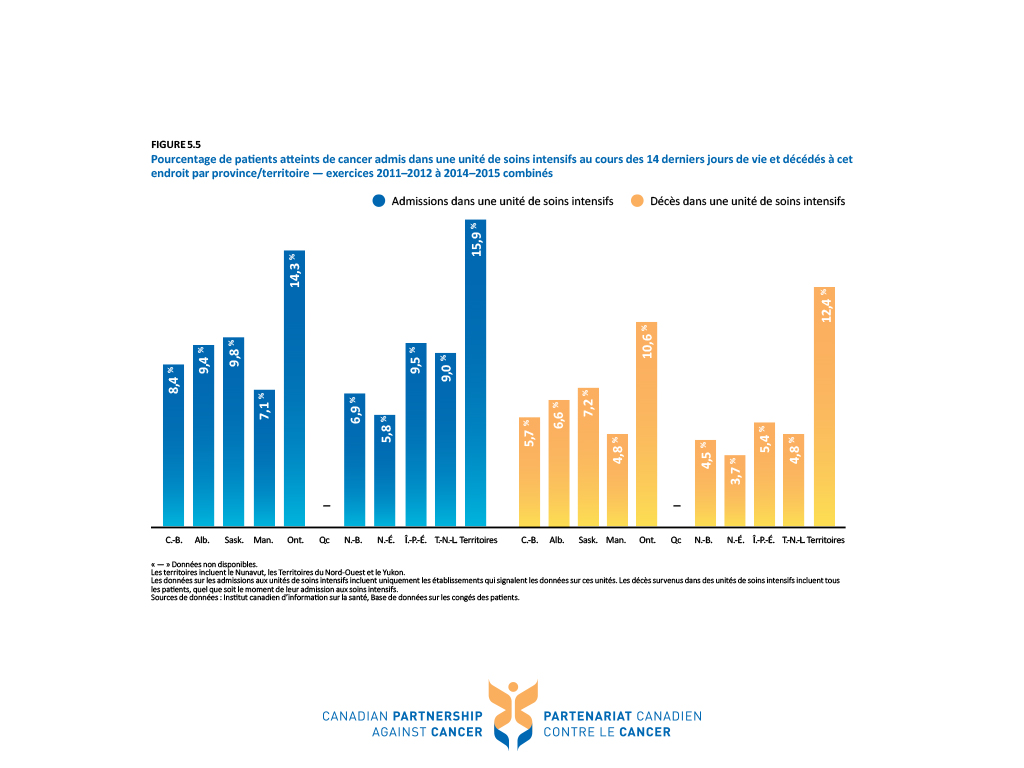 FIGURE 5.5
Pourcentage de patients atteints de cancer admis dans une unité de soins intensifs au cours des 14 derniers jours de vie et décédés à cet
endroit par province/territoire — exercices 2011–2012 à 2014–2015 combinés
Admissions dans une unité de soins intensifs Décès dans une unité de soins intensifs
8,4 % 9,4 % 9,8 % 7,1 % 14,3 % – 6,9 % 5,8 % 9,5 % 9,0 % 15,9 % 5,7 % 6,6 % 7,2 % 4,8 % 10,6 % – 4,5 % 3,7 % 5,4 % 4,8 % 12,4 %
C.-B. Alb. Sask. Man. Ont. Qc N.-B. N.-É. Î.-P.-É. T.-N.-L. Territoires C.-B. Alb. Sask. Man. Ont. Qc N.-B. N.-É. Î.-P.-É. T.-N.-L. Territoires
« — » Données non disponibles.
Les territoires incluent le Nunavut, les Territoires du Nord-Ouest et le Yukon.
Les données sur les admissions aux unités de soins intensifs incluent uniquement les établissements qui signalent les données sur ces unités. Les décès survenus dans des unités de soins intensifs incluent tous
les patients, quel que soit le moment de leur admission aux soins intensifs.
Sources de données : Institut canadien d'information sur la santé, Base de données sur les congés des patients.
CANADIAN PARTNERSHIP
AGAINST CANCER
PARTENARIAT CANADIEN
CONTRE LE CANCER